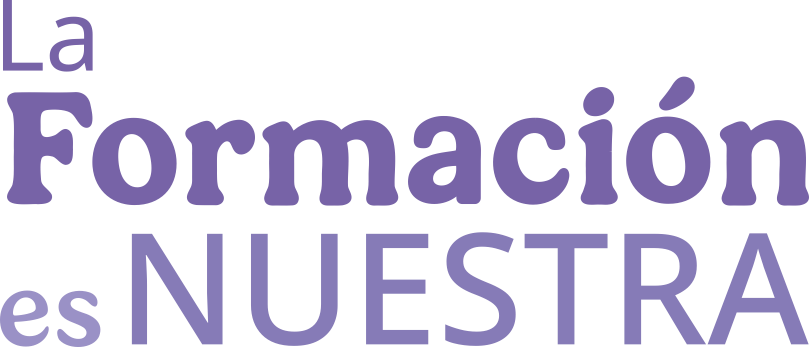 La
Formación
es NUESTRA